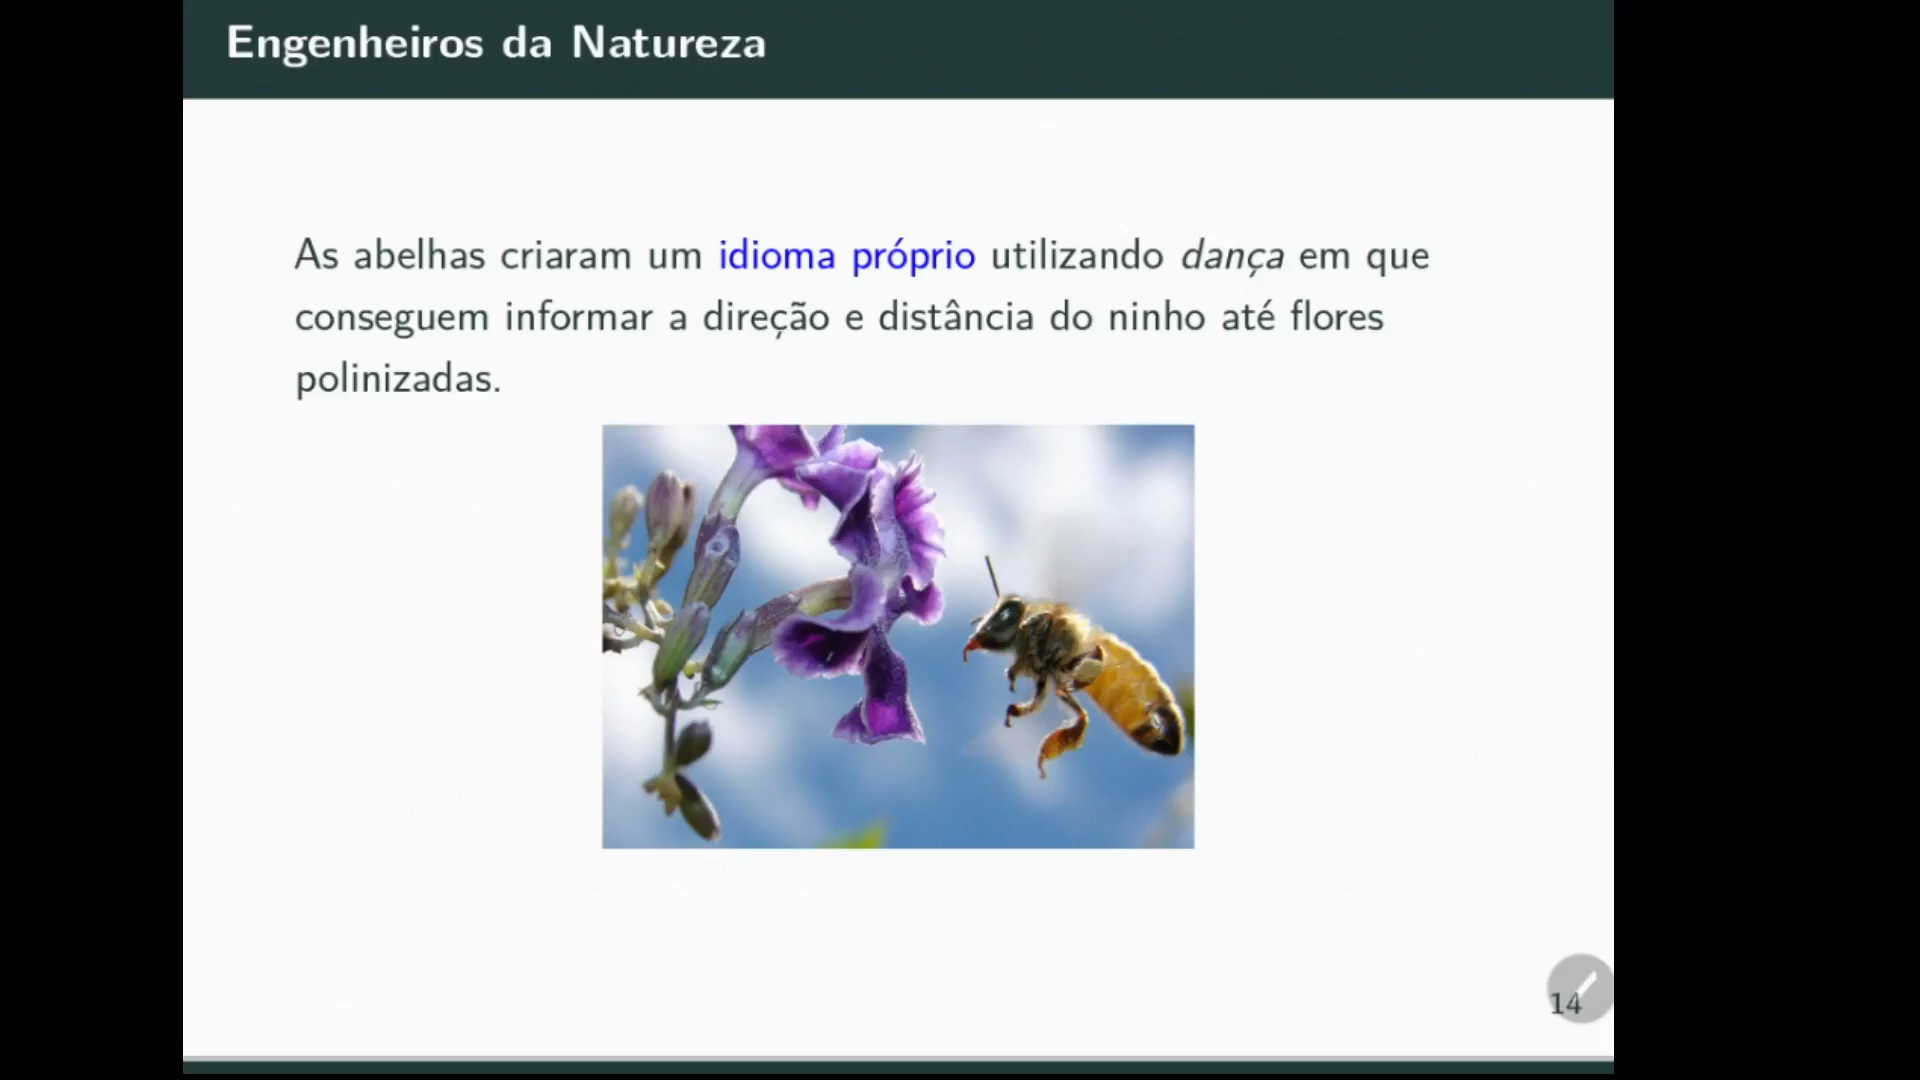 Engenheiros da Natureza
As abelhas criaram um idioma próprio utilizando dança em que
conseguem informar a direção e distância do ninho até flores
polinizadas.
14